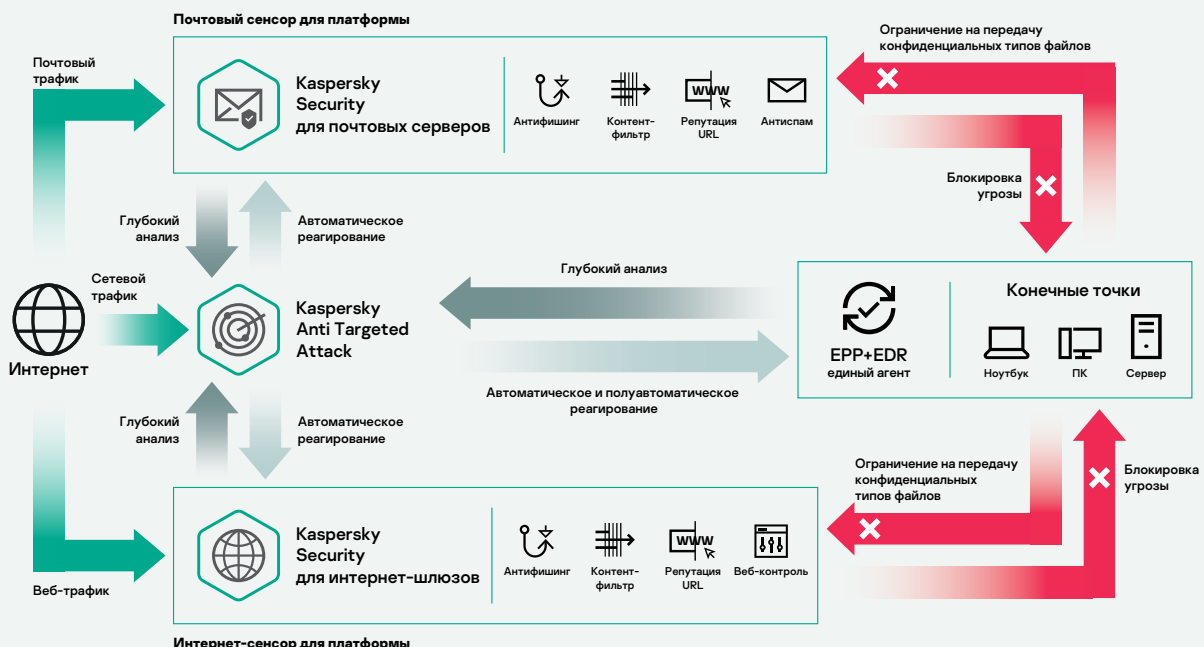 Почтовый сенсор для платформы
Почтовый
трафик
Kaspersky
Security
для почтовых серверов
Антифишинг
Контент-
фильтр
www
Репутация
URL
Антиспам
Ограничение на передачу
конфиденциальных типов файлов
Блокировка
угрозы
Глубокий
анализ
Автоматическое
реагирование
Интернет
Сетевой
трафик
Kaspersky
Anti Targeted
Attack
Глубокий анализ
Автоматическое и полуавтоматическое
реагирование
EPP+EDR
единый агент
Конечные точки
Ноутбук
ПК
Сервер
Глубокий
анализ
Автоматическое
реагирование
Ограничение на передачу
конфиденциальных
типов файлов
Блокировка
угрозы
Веб-трафик
Kaspersky
Security
для интернет-шлюзов
Антифишинг
Контент-
фильтр
www
Репутация
URL
Веб-контроль
Интернет-сенсор для платформы